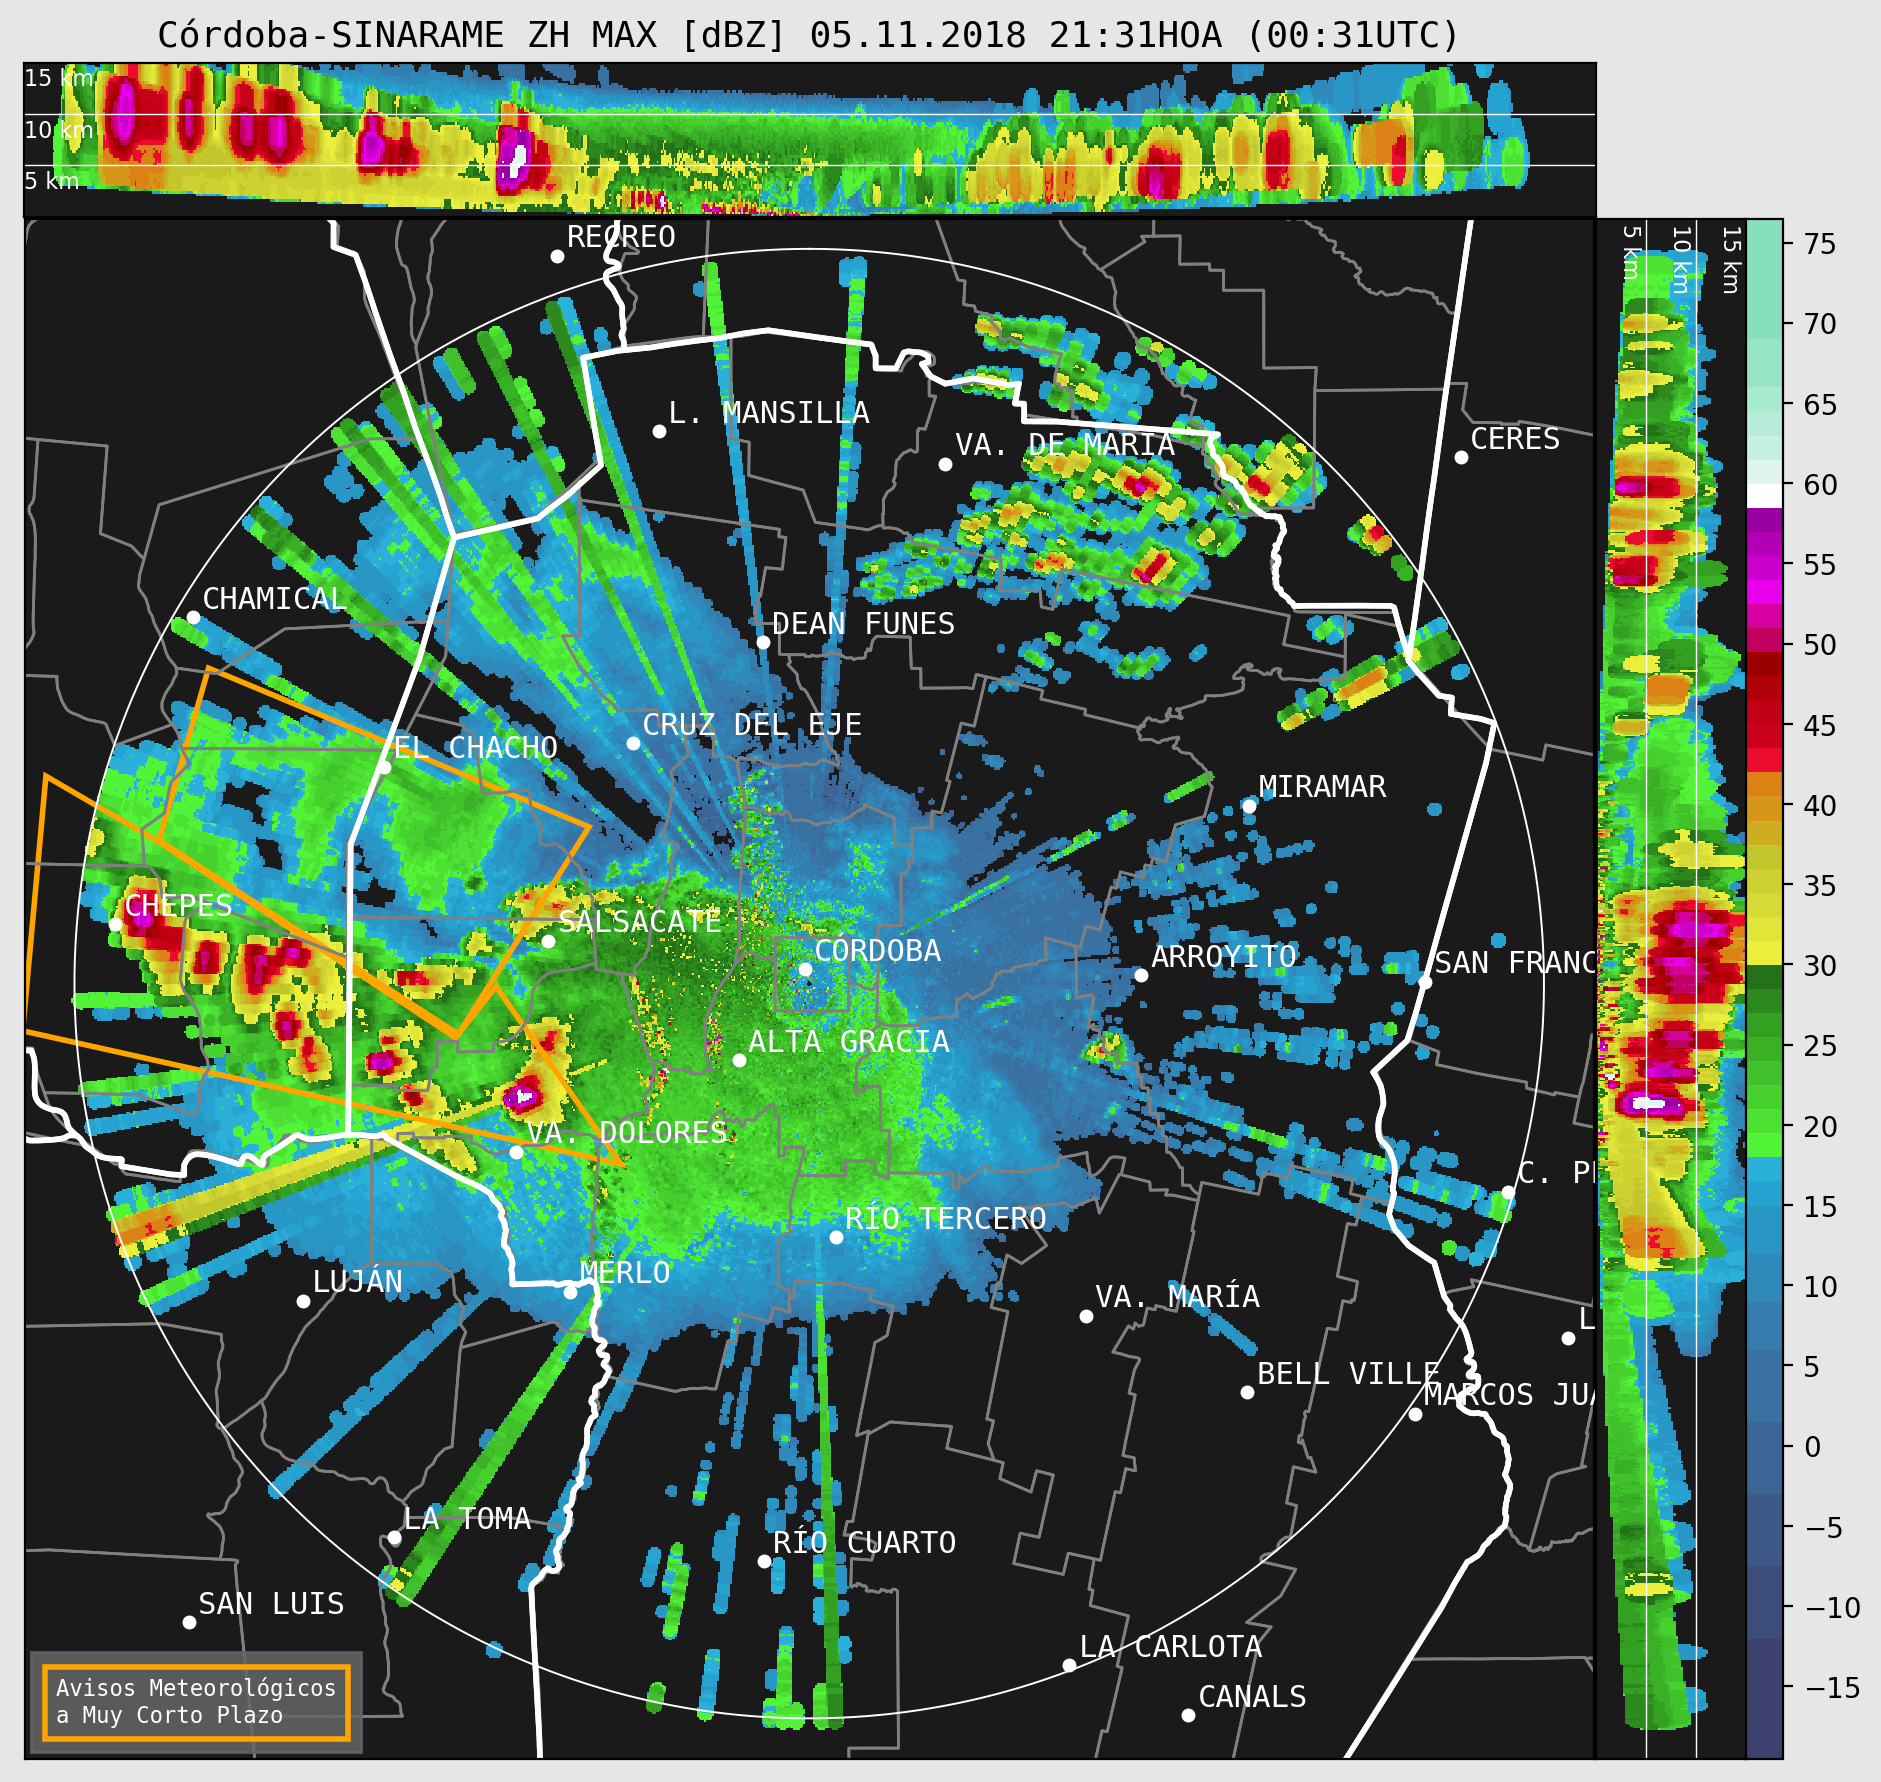 Córdoba-SINARAME ZH MAX [dBZ] 05.11.2018 21:31HOA (00:31UTC)
15 km
10 km
5 km
5 km
10 km
15 km
RECREO
L. MANSILLA
VA. DE MARIA
CERES
CHAMICAL
DEAN FUNES
CRUZ DEL EJE
EL CHACHO
MIRAMAR
CHEPES
SALSACATE
CÓRDOBA
ARROYITO
SAN FRANC
ALTA GRACIA
VA. DOLORES
C. P
RÍO TERCERO
LUJÁN
MERLO
VA. MARÍA
L
BELL VILLE
MARCOS JUA
LA TOMA
RÍO CUARTO
SAN LUIS
LA CARLOTA
CANALS
Avisos Meteorológicos
a Muy Corto Plazo
75
70
65
60
55
50
45
40
35
30
25
20
15
10
5
0
−5
−10
−15